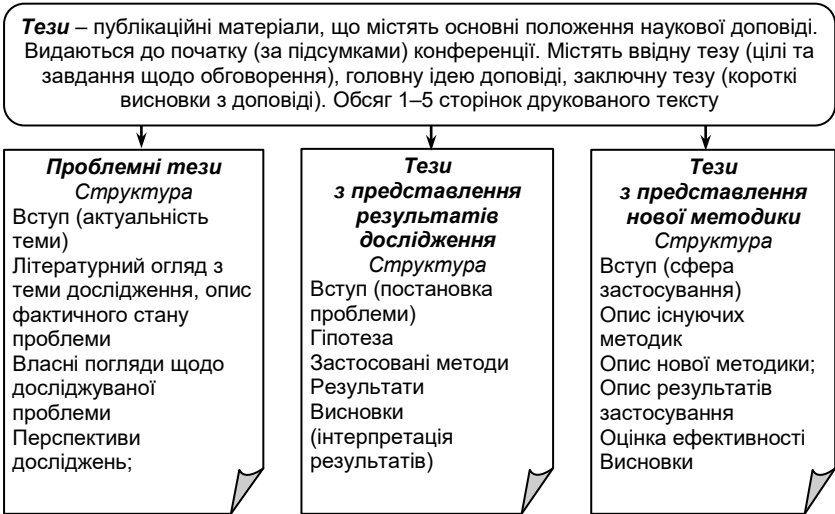 Тези – публікаційні матеріали, що містять основні положення наукової доповіді.
Видаються до початку (за підсумками) конференції. Містять ввідну тезу (цілі та
завдання щодо обговорення), головну ідею доповіді, заключну тезу (короткі
висновки з доповіді). Обсяг 1–5 сторінок друкованого тексту
Проблемні тези
Структура
Вступ (актуальність
теми)
Літературний огляд з
теми дослідження, опис
фактичного стану
проблеми
Власні погляди щодо
досліджуваної
проблеми
Перспективи
досліджень;
Тези
з представлення
результатів
дослідження
Структура
Вступ (постановка
проблеми)
Гіпотеза
Застосовані методи
Результати
Висновки
(інтерпретація
результатів)
Тези
з представлення
нової методики
Структура
Вступ (сфера
застосування)
Опис існуючих
методик
Опис нової методики;
Опис результатів
застосування
Оцінка ефективності
Висновки